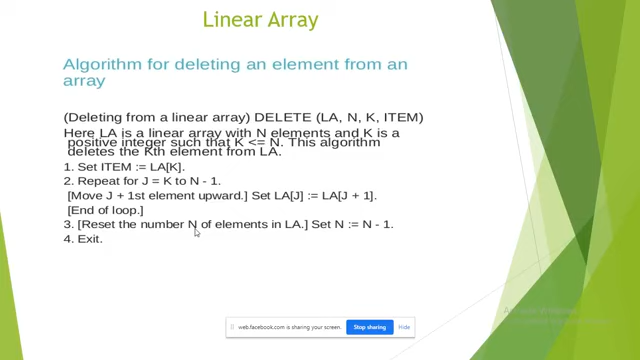 Linear Array
Algorithm for deleting an element from an
array
(Deleting from a linear array) DELETE (LA, N, K, ITEM)
Here LA is a linear array with N elements and K is a
positive integer such that K <= N. This algorithm
deletes the Kth element from LA.
1. Set ITEM := LA[K].
2. Repeat for J = K to N - 1.
[Move J + 1st element upward.] Set LA[J] := LA[J + 1].
[End of loop.]
3. [Reset the number N of elements in LA.] Set N := N - 1.
4. Exit.
web.facebook.com is sharing your screen.
Stop sharing
Hide